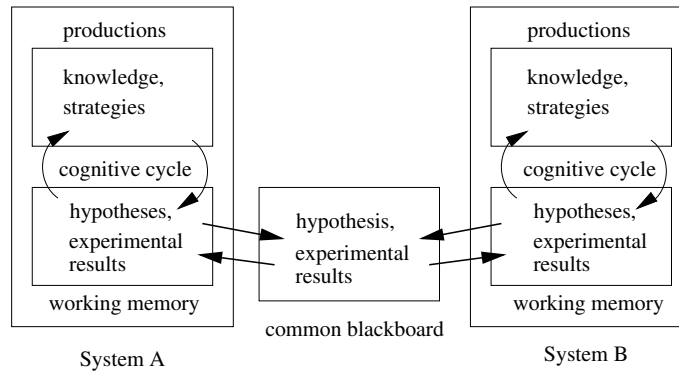 productions
knowledge,
strategies
cognitive cycle
hypotheses,
experimental
results
working memory
System A
hypothesis,
experimental
results
common blackboard
productions
knowledge,
strategies
cognitive cycle
hypotheses,
experimental
results
working memory
System B